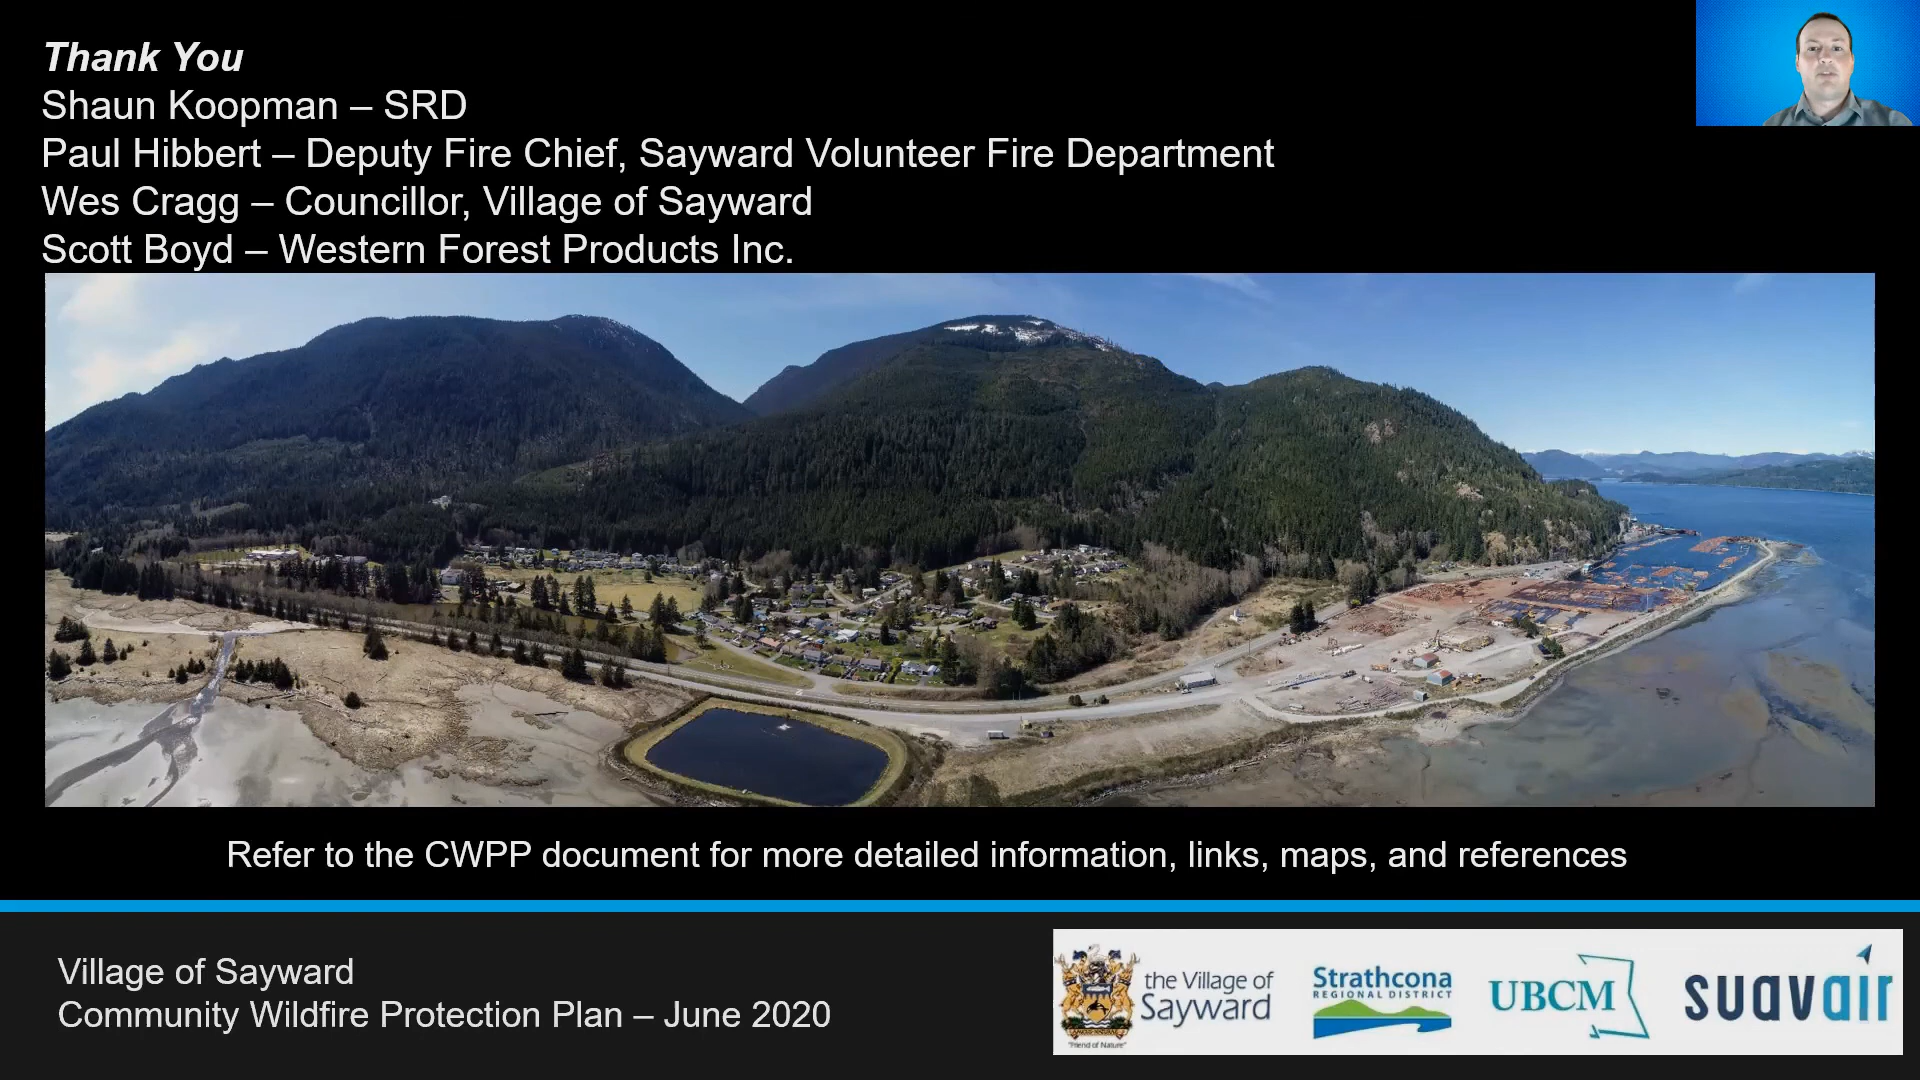 Thank You
Shaun Koopman – SRD
Paul Hibbert – Deputy Fire Chief, Sayward Volunteer Fire Department
Wes Cragg – Councillor, Village of Sayward
Scott Boyd – Western Forest Products Inc.
Refer to the CWPP document for more detailed information, links, maps, and references
Village of Sayward
Community Wildfire Protection Plan – June 2020
the Village of
Sayward
"Friend of Nature"
Strathcona
REGIONAL DISTRICT
UBCM
suavair